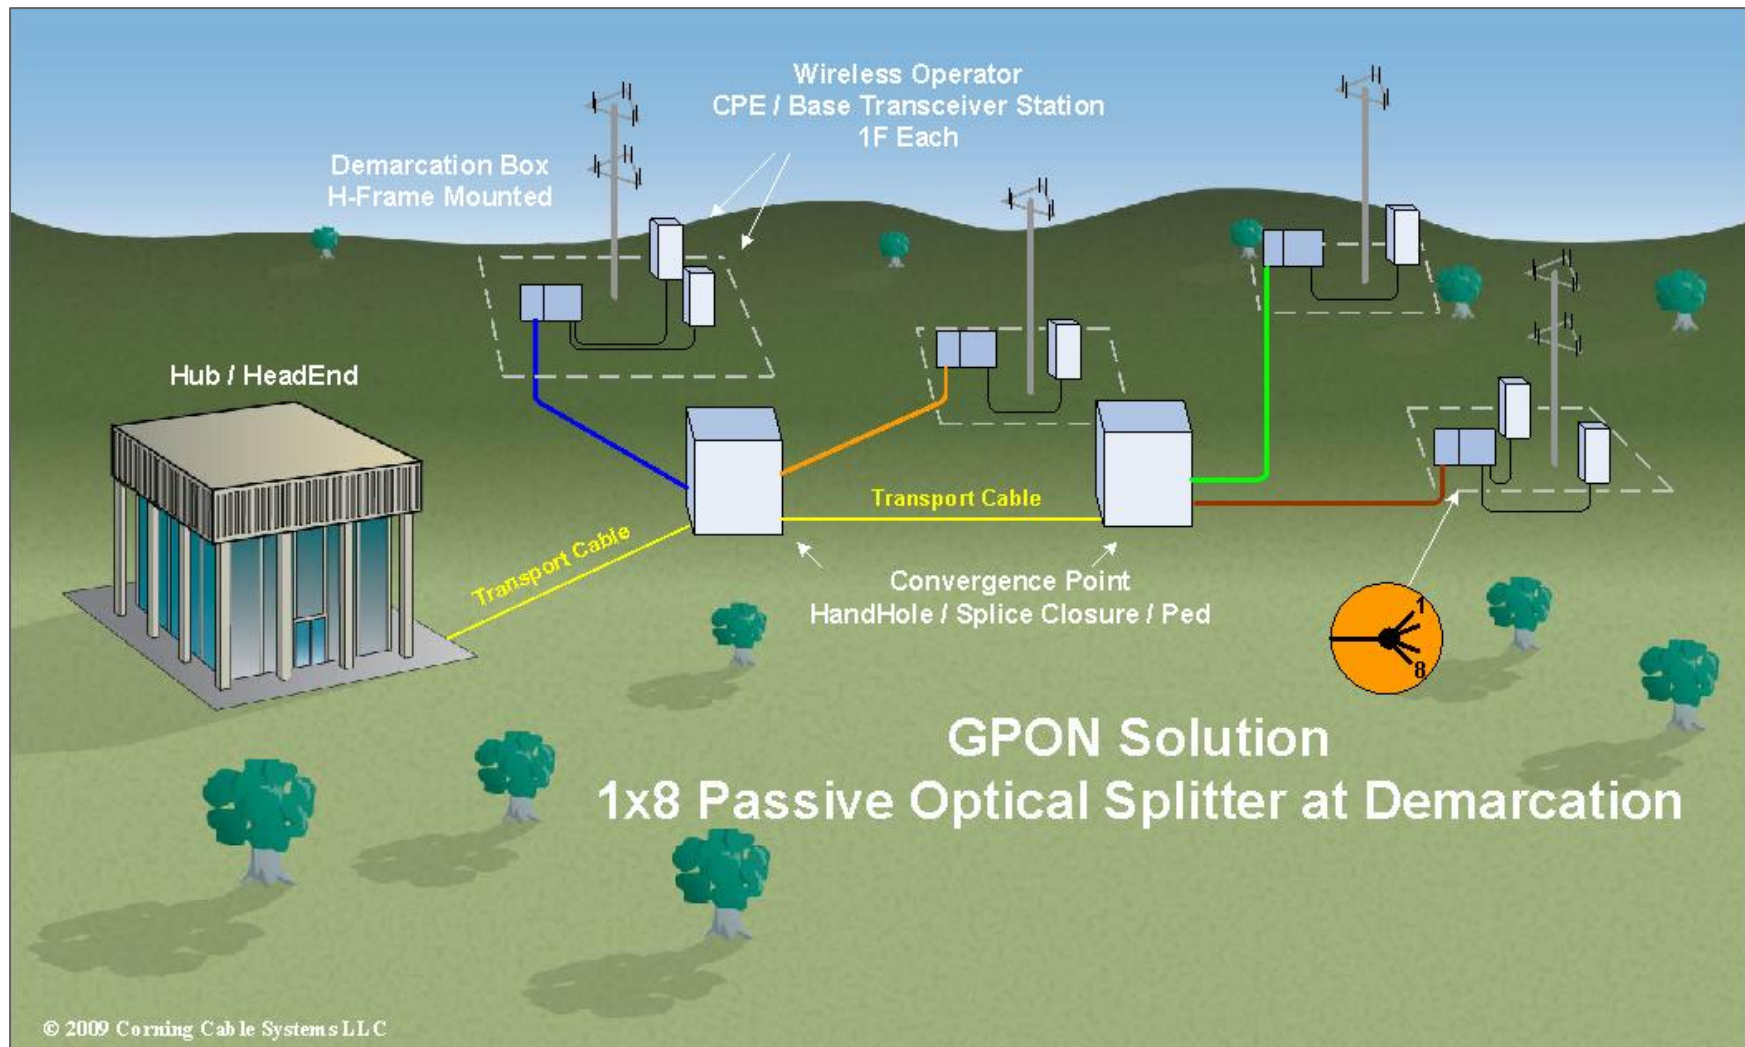 Wireless Operator
CPE / Base Transceiver Station
1F Each
Demarcation Box
H-Frame Mounted
Hub / HeadEnd
Transport Cable
Transport Cable
Convergence Point
HandHole / Splice Closure / Ped
1
8
GPON Solution
1x8 Passive Optical Splitter at Demarcation
© 2009 Corning Cable Systems LLC